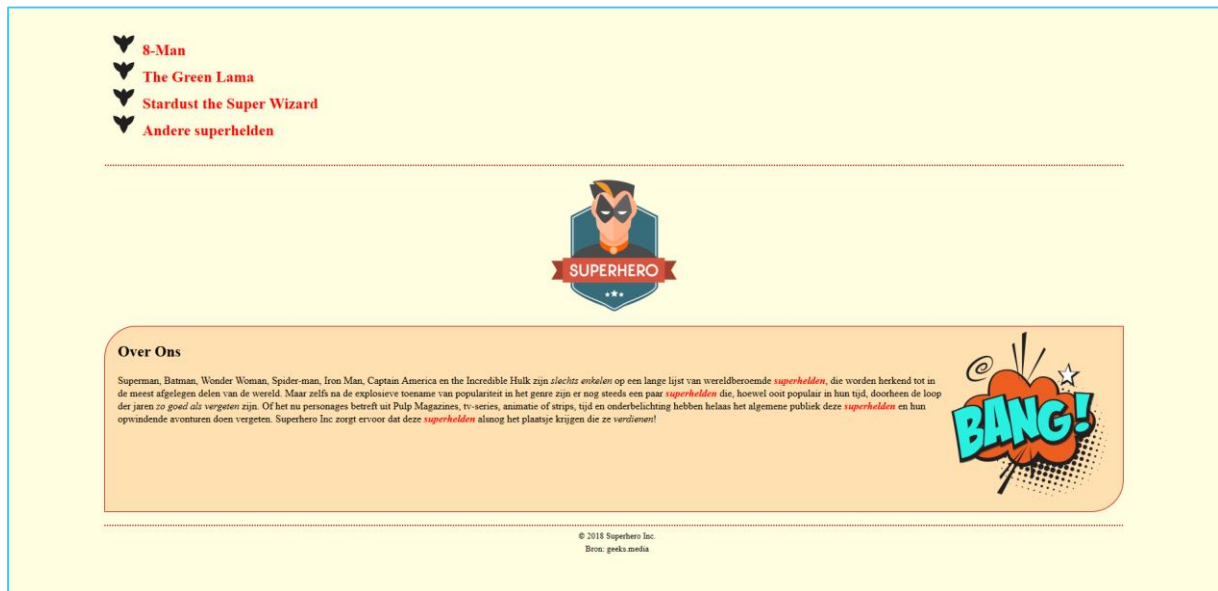 8-Man
The Green Lama
Stardust the Super Wizard
Andere superhelden
SUPERHERO
Over Ons
Superman, Batman, Wonder Woman, Spider-man, Iron Man, Captain America en the Incredible Hulk zijn slechts enkelen op een lange lijst van wereldberoemde superhelden, die worden herkend tot in
de meest afgelegen delen van de wereld. Maar zelfs na de explosieve toename van populariteit in het genre zijn er nog steeds een paar superhelden die, hoewel ooit populair in hun tijd, doorheen de loop
der jaren zo goed als vergeten zijn. Of het nu personages betreft uit Pulp Magazines, tv-series, animatie of strips, tijd en onderbelichting hebben helaas het algemene publiek deze superhelden en hun
opwindende avonturen doen vergeten. Superhero Inc zorgt ervoor dat deze superhelden alsnog het plaatsje krijgen die ze verdienen!
BANG!
© 2018 Superhero Inc.
Bron: geeks.media